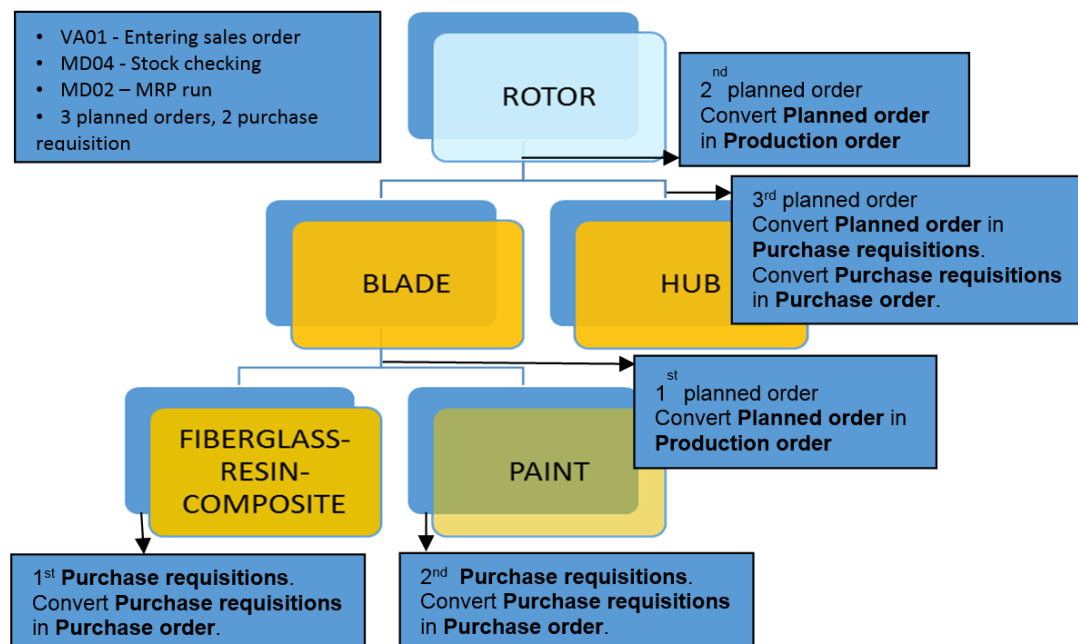 • VA01 - Entering sales order
• MD04 - Stock checking
• MD02 – MRP run
• 3 planned orders, 2 purchase
requisition
ROTOR
2nd planned order
Convert Planned order
in Production order
3rd planned order
Convert Planned order in
Purchase requisitions.
Convert Purchase requisitions
in Purchase order.
BLADE
HUB
1st planned order
Convert Planned order in
Production order
FIBERGLASS-
RESIN-
COMPOSITE
PAINT
1st Purchase requisitions.
Convert Purchase requisitions
in Purchase order.
2nd Purchase requisitions.
Convert Purchase requisitions
in Purchase order.